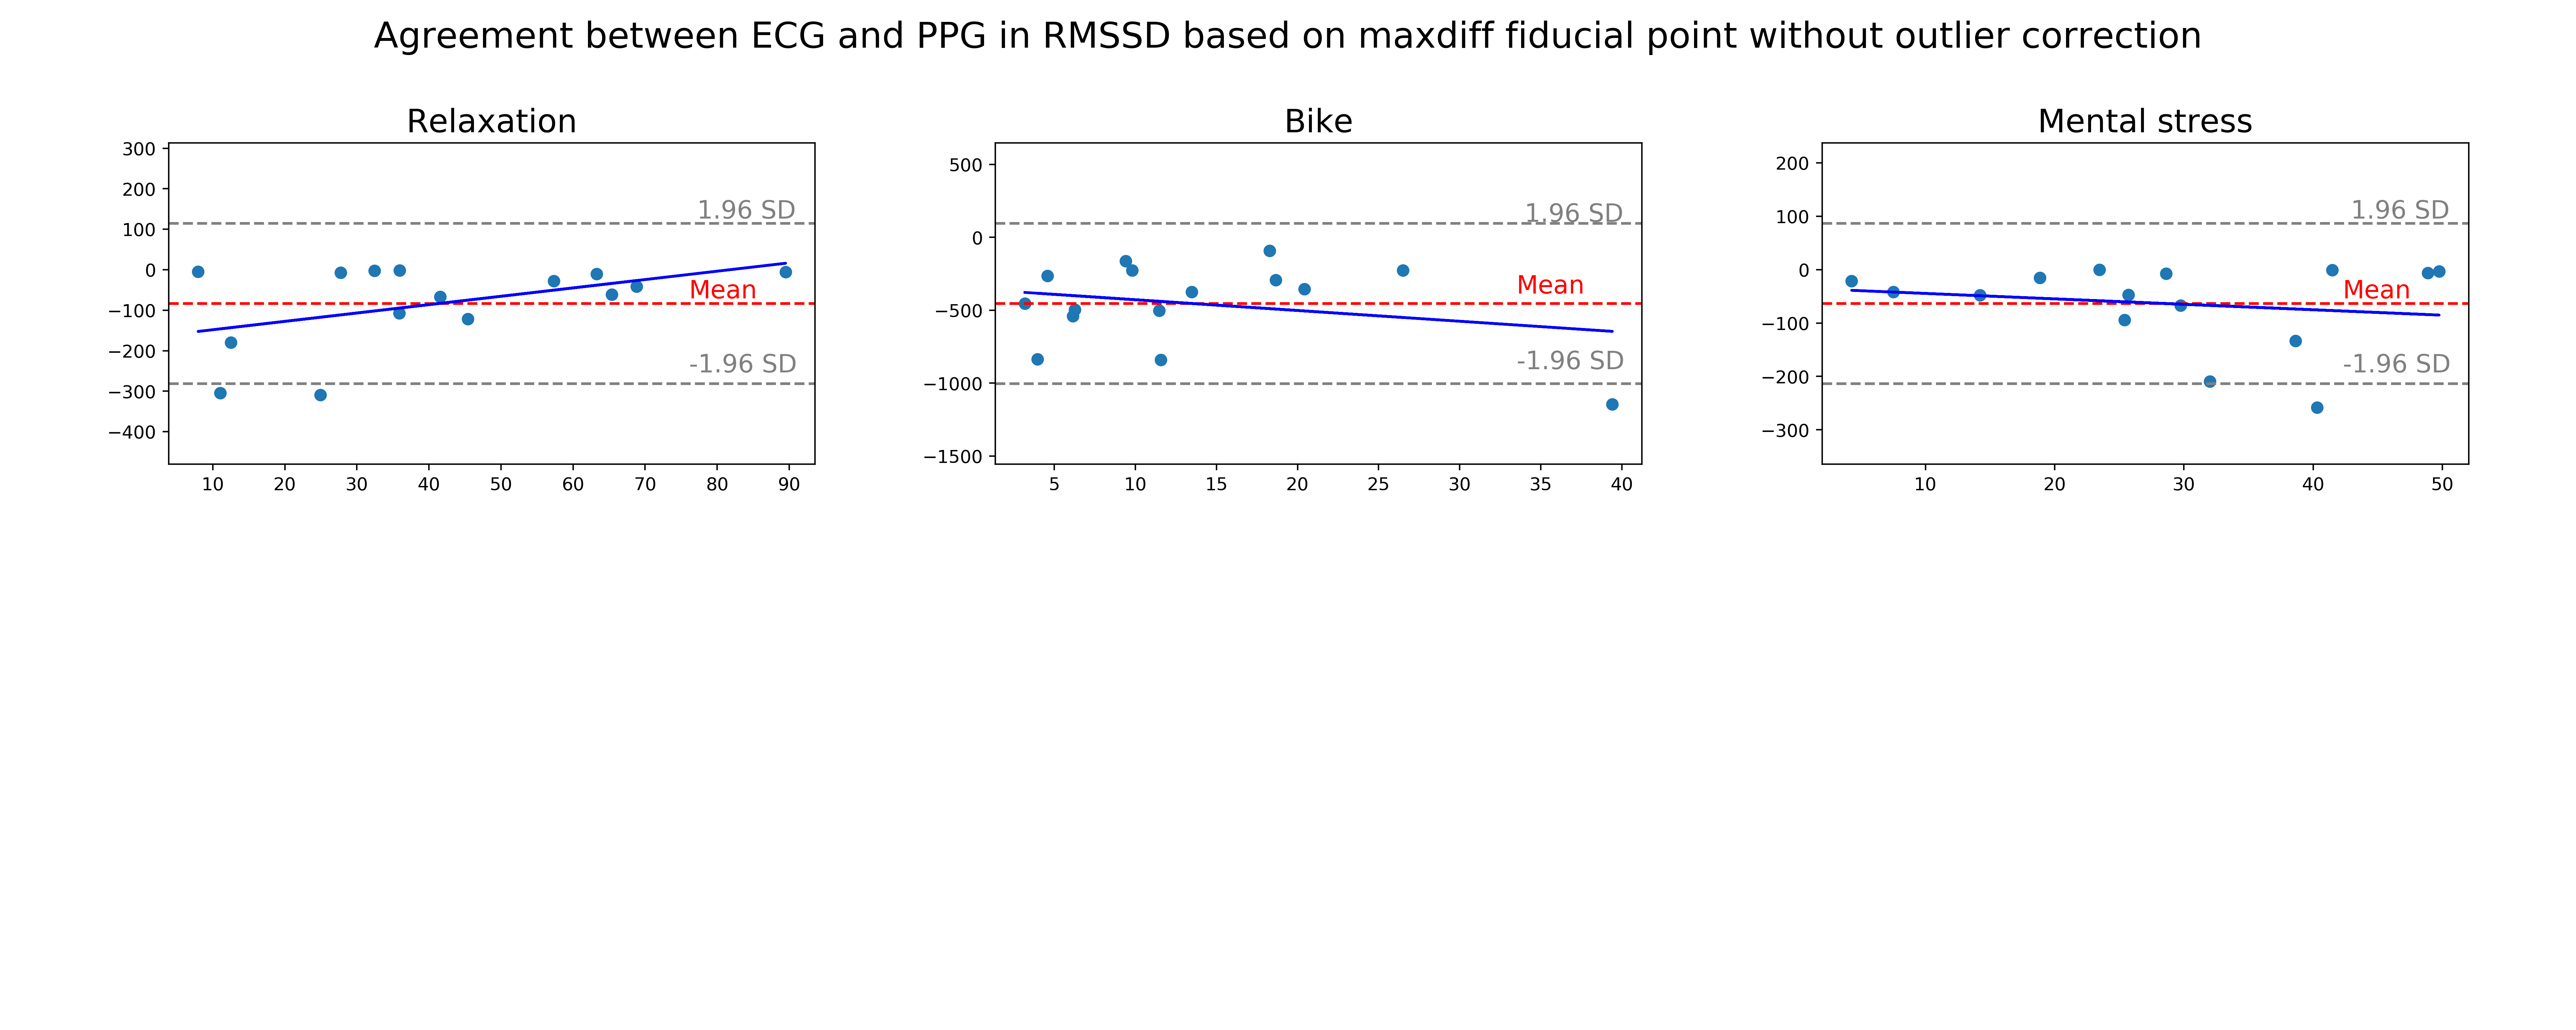 Agreement between ECG and PPG in RMSSD based on maxdiff fiducial point without outlier correction
Relaxation
300
200
100
0
−100
−200
−300
−400
1.96 SD
Mean
-1.96 SD
10 20 30 40 50 60 70 80 90
Bike
500
0
−500
−1000
−1500
1.96 SD
Mean
-1.96 SD
5 10 15 20 25 30 35 40
Mental stress
200
100
0
−100
−200
−300
1.96 SD
Mean
-1.96 SD
10 20 30 40 50